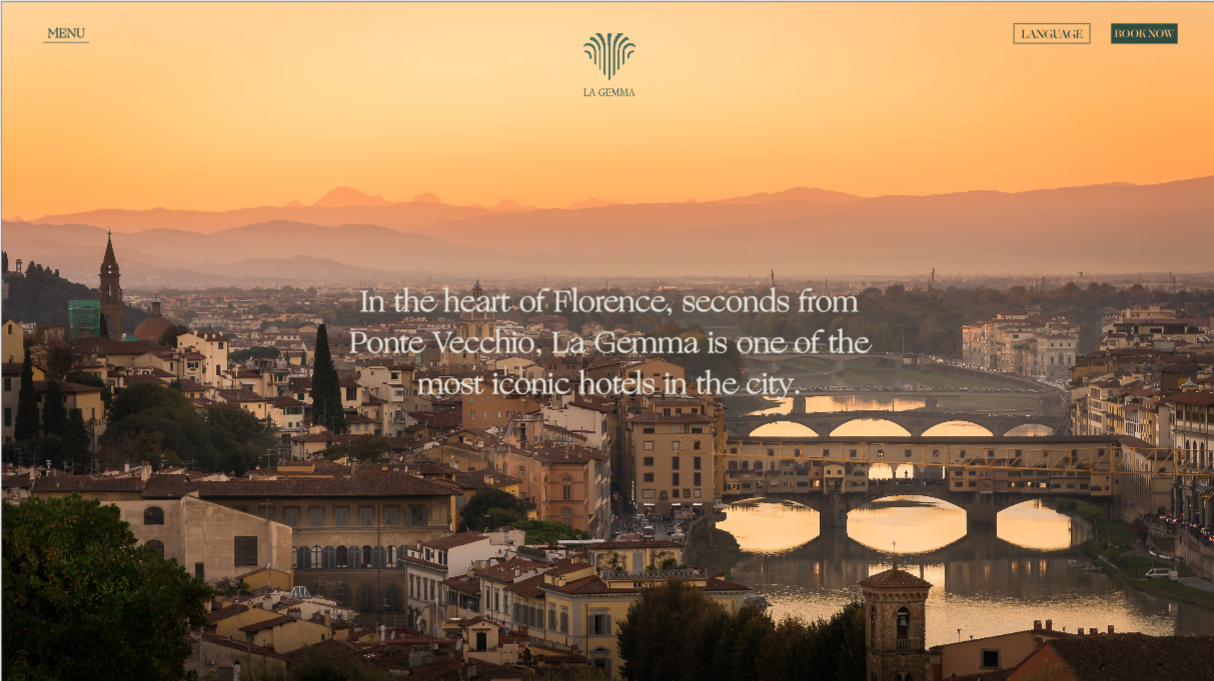 MENU
LA GEMMA
LANGUAGE
BOOK NOW
In the heart of Florence, seconds from
Ponte Vecchio, La Gemma is one of the
most iconic hotels in the city.